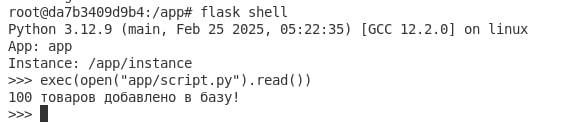 root@da7b3409d9b4:/app# flask shell
Python 3.12.9 (main, Feb 25 2025, 05:22:35) [GCC 12.2.0] on linux
App: app
Instance: /app/instance
>>> exec(open("app/script.py").read())
100 товаров добавлено в базу!
>>>